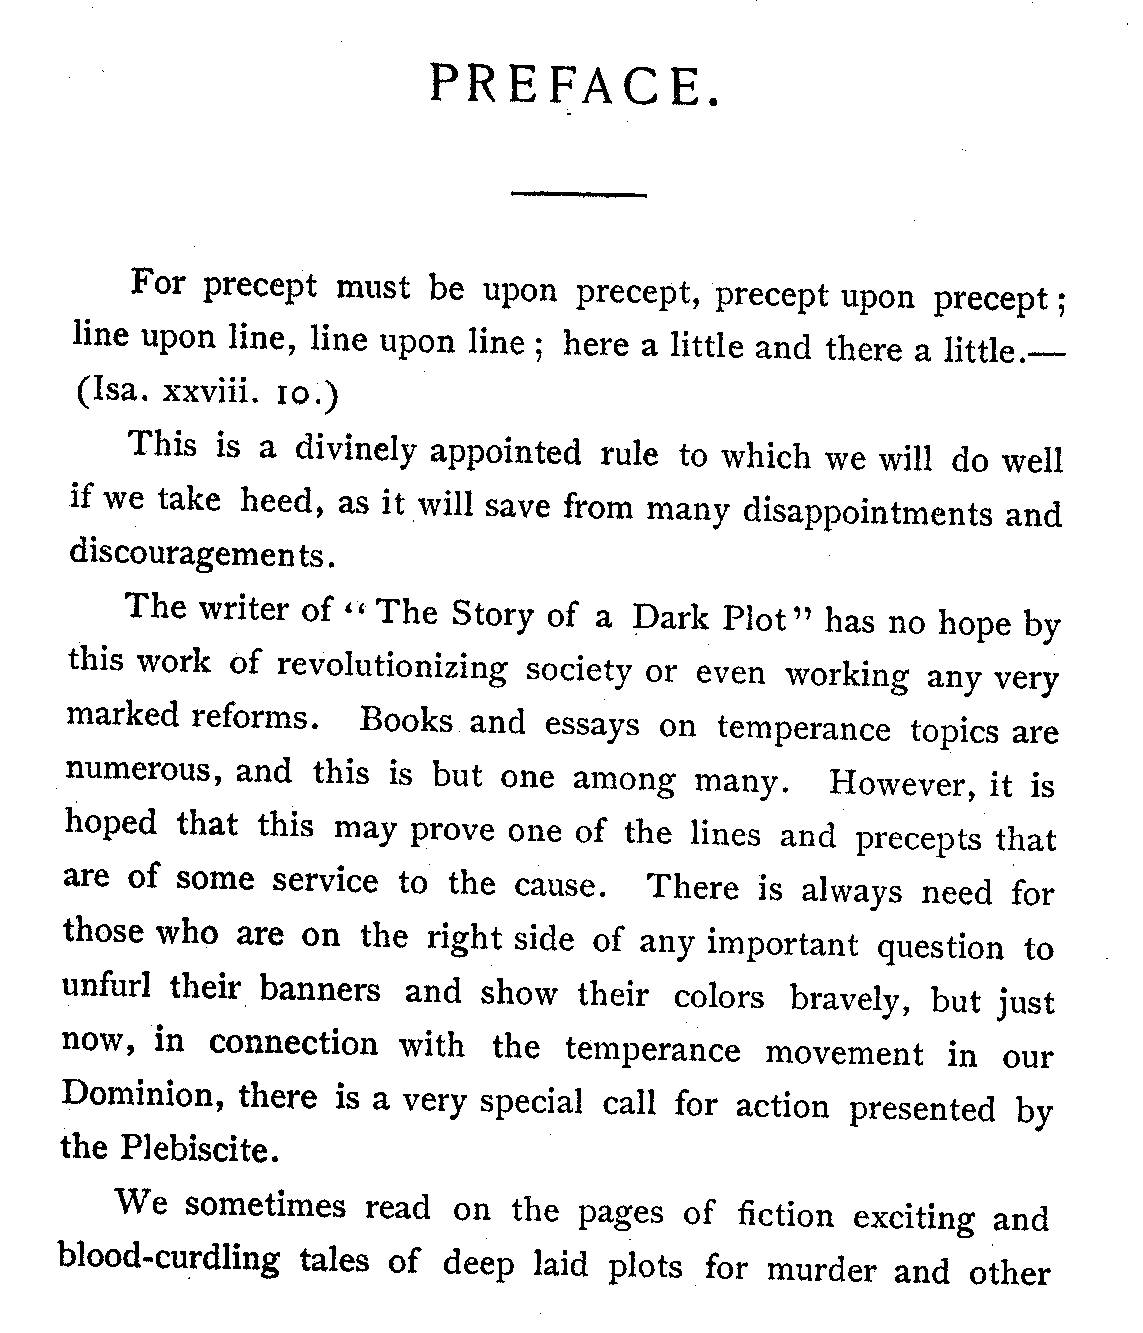 PREFACE.
For precept must be upon precept, precept upon precept ;
line upon line, line upon line ; here a little and there a little.—
(Isa. xxviii. 10.)
This is a divinely appointed rule to which we will do well
if we take heed, as it will save from many disappointments and
discouragements.
The writer of “ The Story of a Dark Plot” has no hope by
this work of revolutionizing society or even working any very
marked reforms. Books and essays on temperance topics are
numerous, and this is but one among many. However, it is
hoped that this may prove one of the lines and precepts that
are of some service to the cause. There is always need for
those who are on the right side of any important question to
unfurl their banners and show their colors bravely, but just
now, in connection with the temperance movement in our
Dominion, there is a very special call for action presented by
the Plebiscite.
We sometimes read on the pages of fiction exciting and
blood-curdling tales of deep laid plots for murder and other